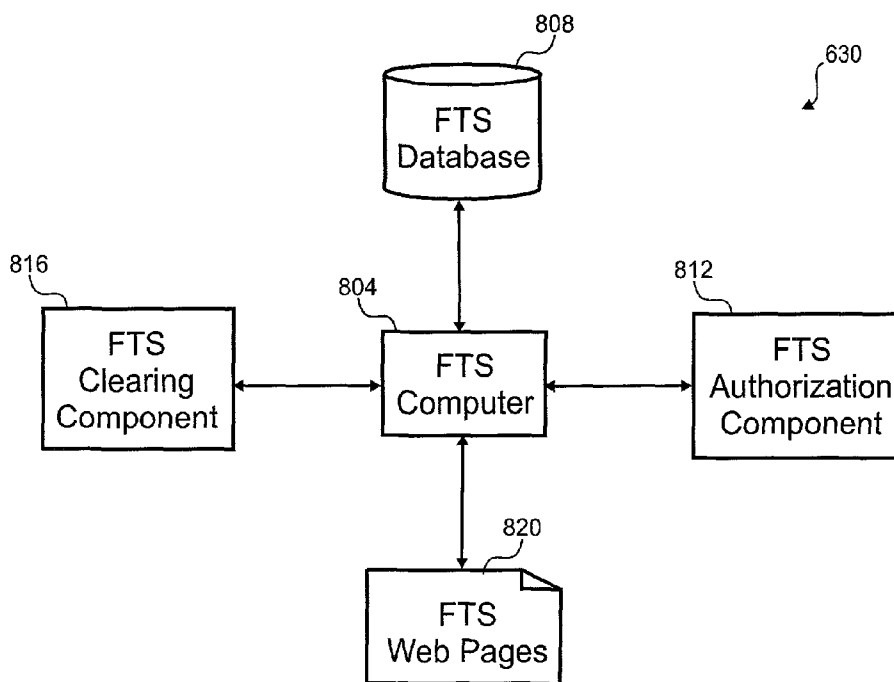 808
630
FTS
Database
816
804
812
FTS
Clearing
Component
FTS
Computer
FTS
Authorization
Component
820
FTS
Web Pages